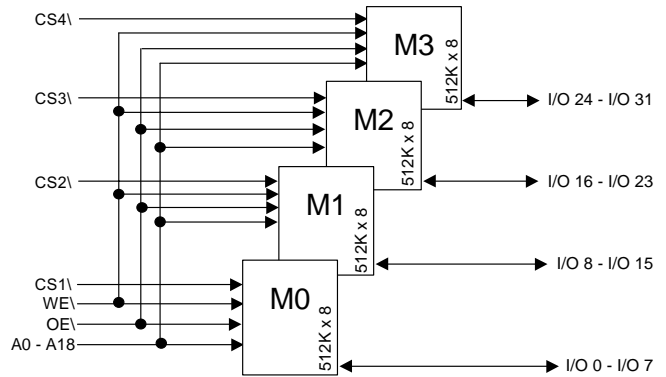 CS4\
M3
512K x 8
CS3\
I/O 24 - I/O 31
M2
512K x 8
CS2\
I/O 16 - I/O 23
M1
512K x 8
I/O 8 - I/O 15
CS1\
M0
WE\
OE\
A0 - A18
512K x 8
I/O 0 - I/O 7